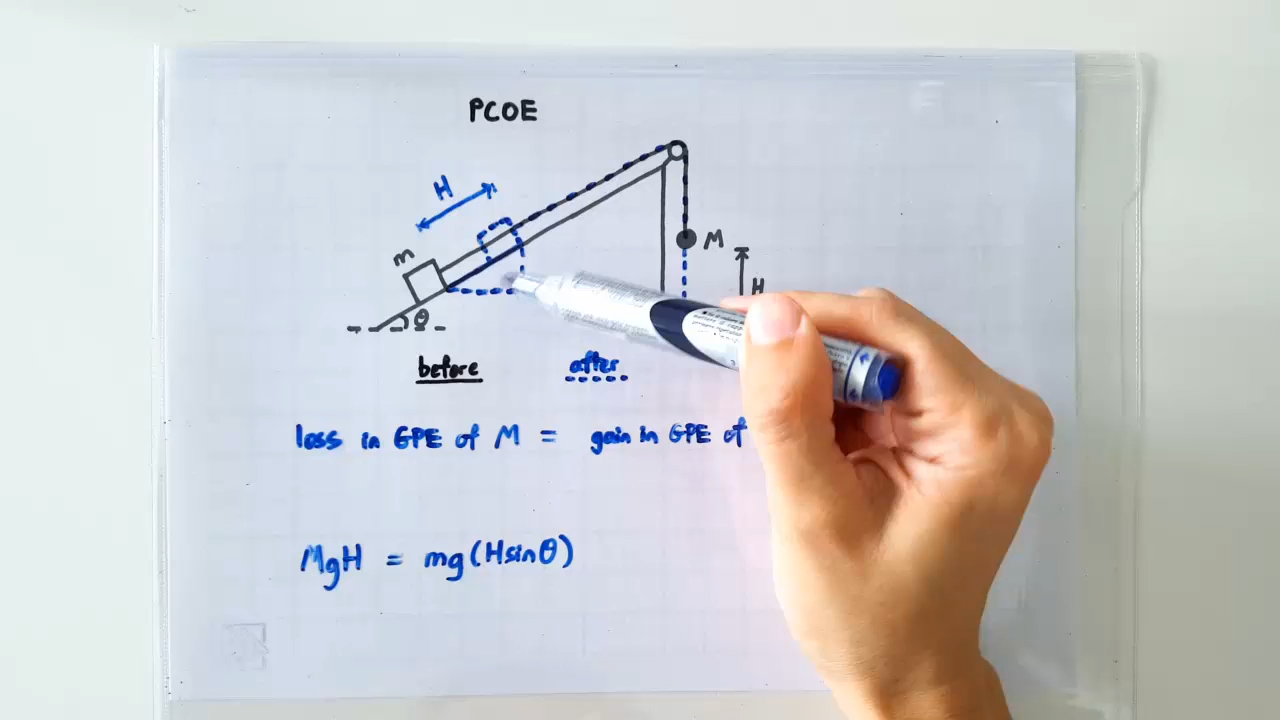 PCOE
H
m
M
H
θ
before after
loss in GPE of M = gain in GPE of
MgH = mg(Hsinθ)